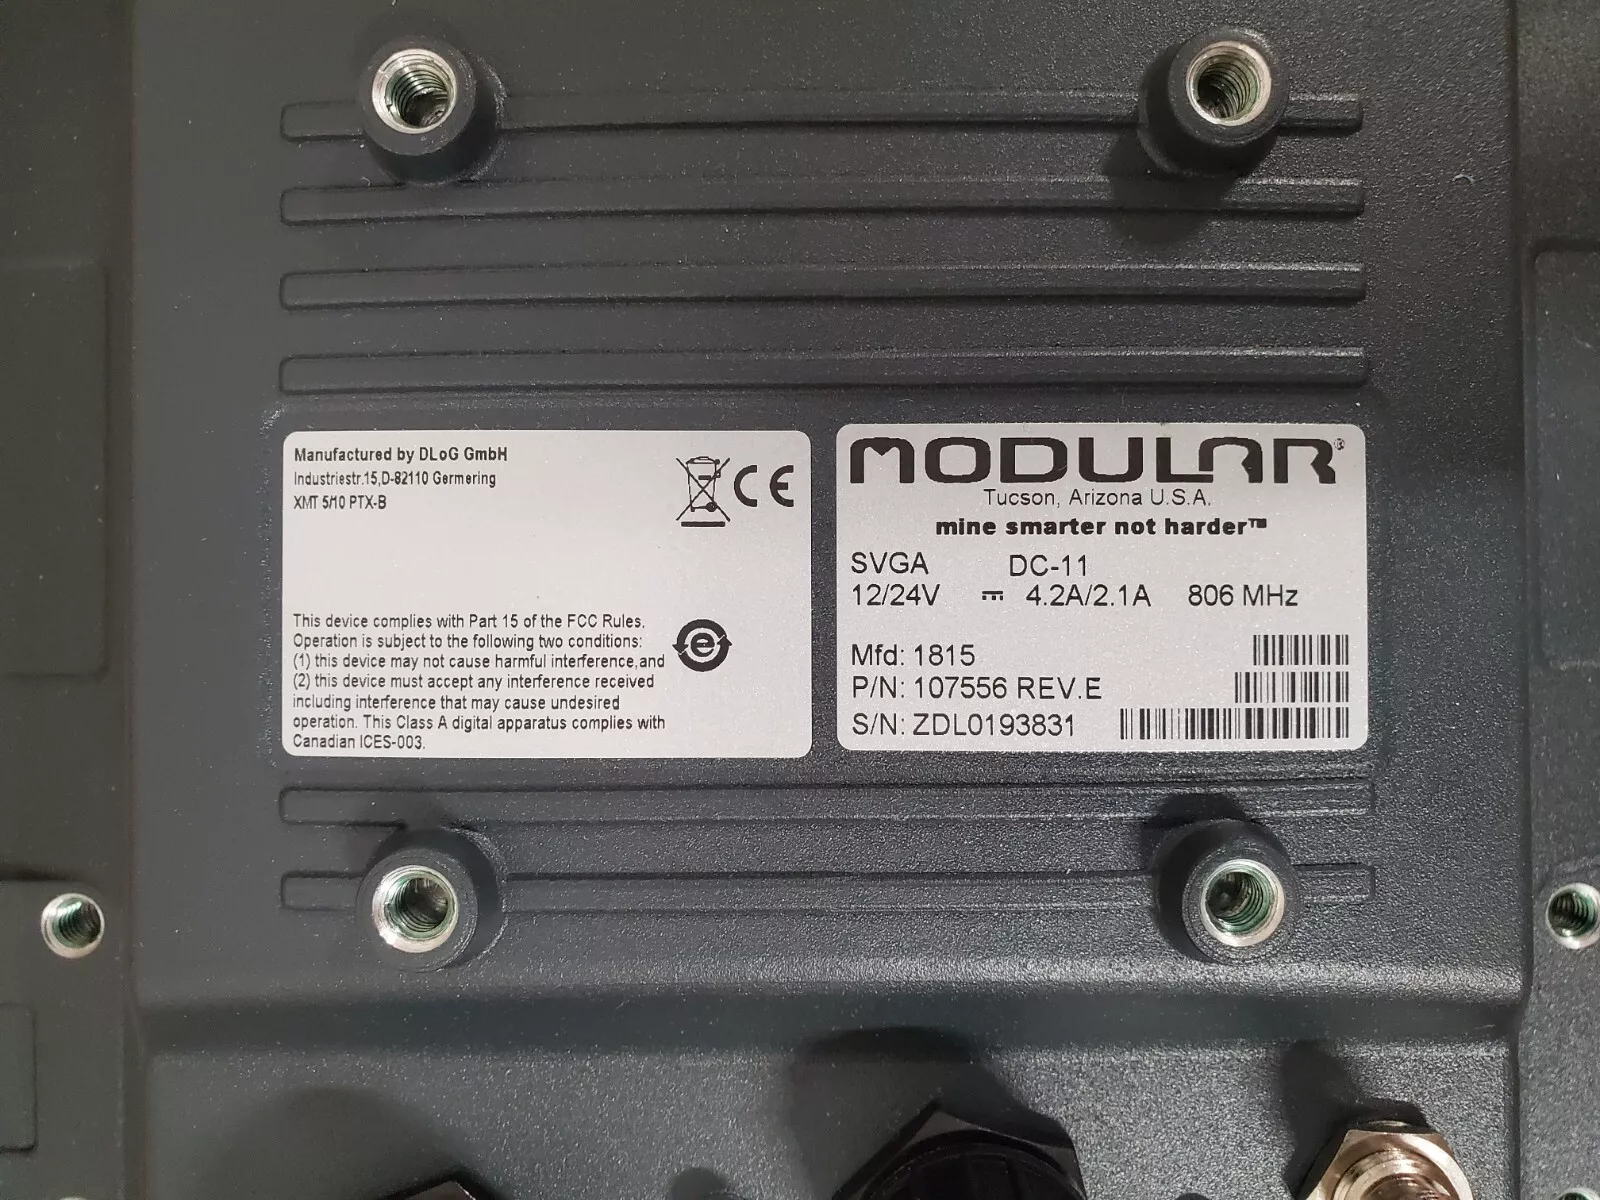 Manufactured by DLoG GmbH
Industriestr.15,D-82110 Germering
XMT 5/10 PTX-B
CE
This device complies with Part 15 of the FCC Rules.
Operation is subject to the following two conditions:
(1) this device may not cause harmful interference,and
(2) this device must accept any interference received
including interference that may cause undesired
operation. This Class A digital apparatus complies with
Canadian ICES-003.
e
MODULAR®
Tucson, Arizona U.S.A.
mine smarter not harder™
SVGA DC-11
12/24V ⎓ 4.2A/2.1A 806 MHz
Mfd: 1815
P/N: 107556 REV.E
S/N: ZDL0193831